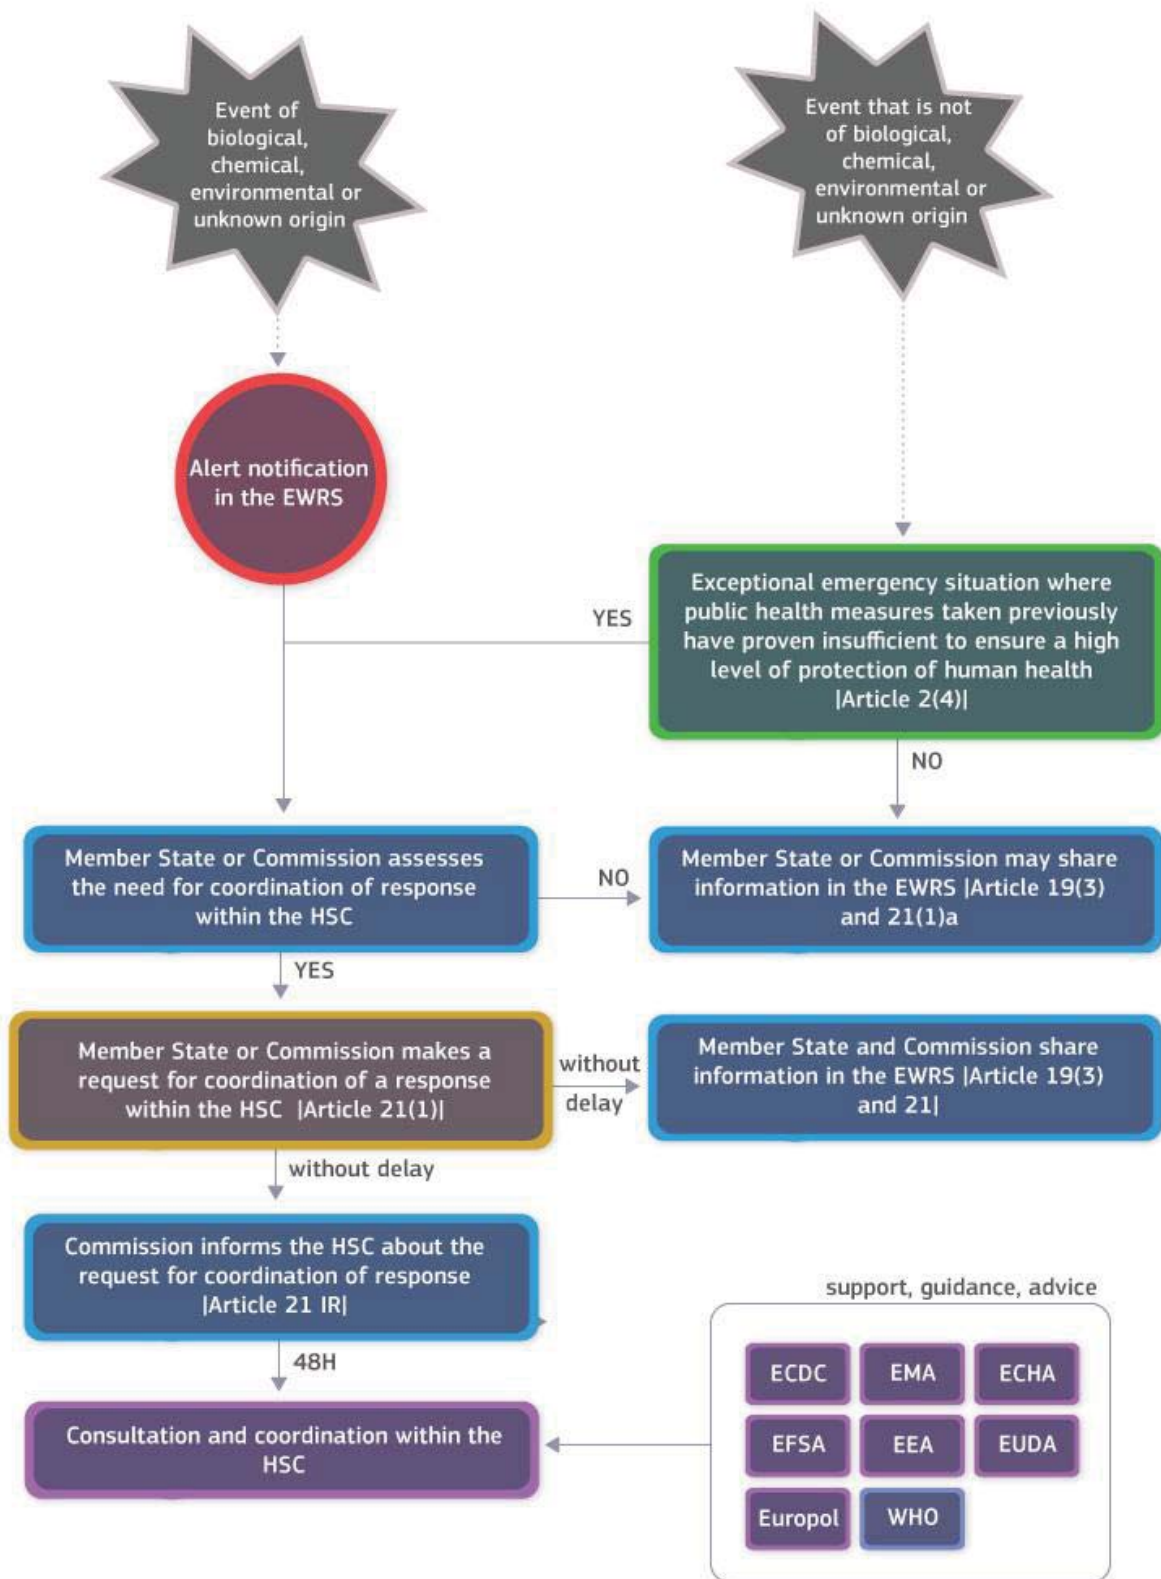 Event of
biological,
chemical,
environmental or
unknown origin
Event that is not
of biological,
chemical,
environmental or
unknown origin
Alert notification
in the EWRS
YES
Exceptional emergency situation where
public health measures taken previously
have proven insufficient to ensure a high
level of protection of human health
|Article 2(4)|
NO
Member State or Commission assesses
the need for coordination of response
within the HSC
NO
Member State or Commission may share
information in the EWRS |Article 19(3)
and 21(1)a
YES
Member State or Commission makes a
request for coordination of a response
within the HSC |Article 21(1)|
without
delay
Member State and Commission share
information in the EWRS |Article 19(3)
and 21|
without delay
Commission informs the HSC about the
request for coordination of response
|Article 21 IR|
48H
Consultation and coordination within the
HSC
support, guidance, advice
ECDC
EMA
ECHA
EFSA
EEA
EUDA
Europol
WHO